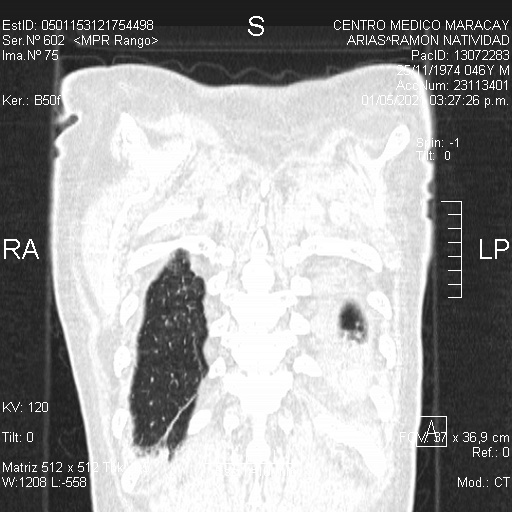 EstID: 0501153121754498
Ser.Nº 602 <MPR Rango>
Ima.Nº 75
Ker.: B50f
S
CENTRO MEDICO MARACAY
ARIAS^RAMON NATIVIDAD
PacID: 13072283
25/11/1974 046Y M
AccNum: 23113401
03:27:26 p.m.
-1
Tilt: 0
RA
LP
KV: 120
Tilt: 0
Matriz 512 x 512
W:1208 L:-558
A
37 x 36,9 cm
Ref.: 0
Mod.: CT